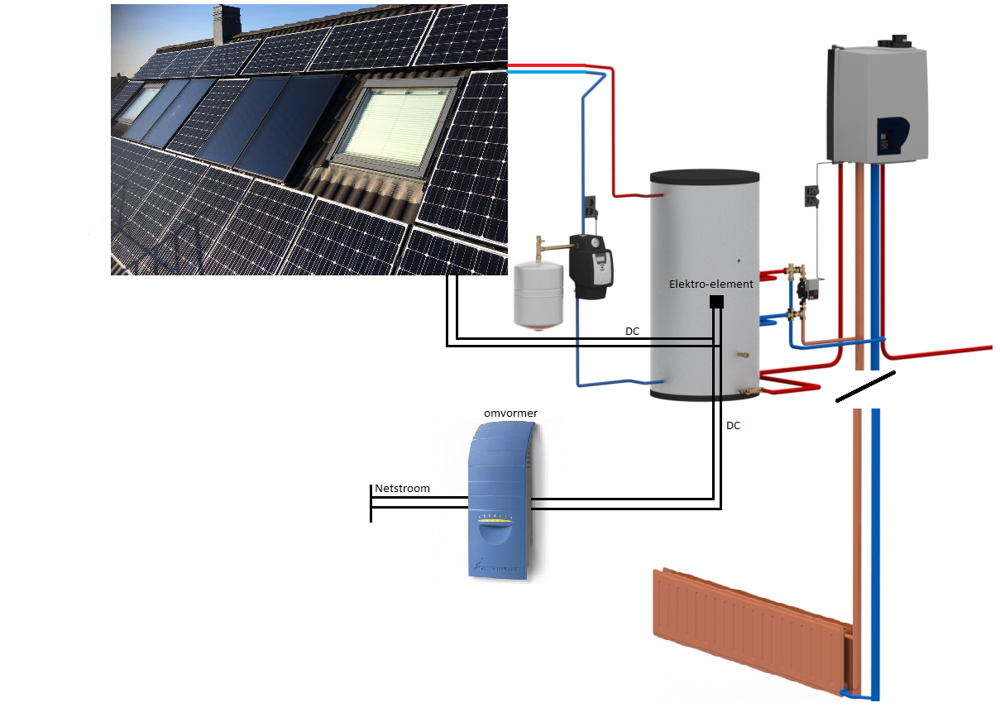 Elektro-element
DC
omvormer
DC
Netstroom